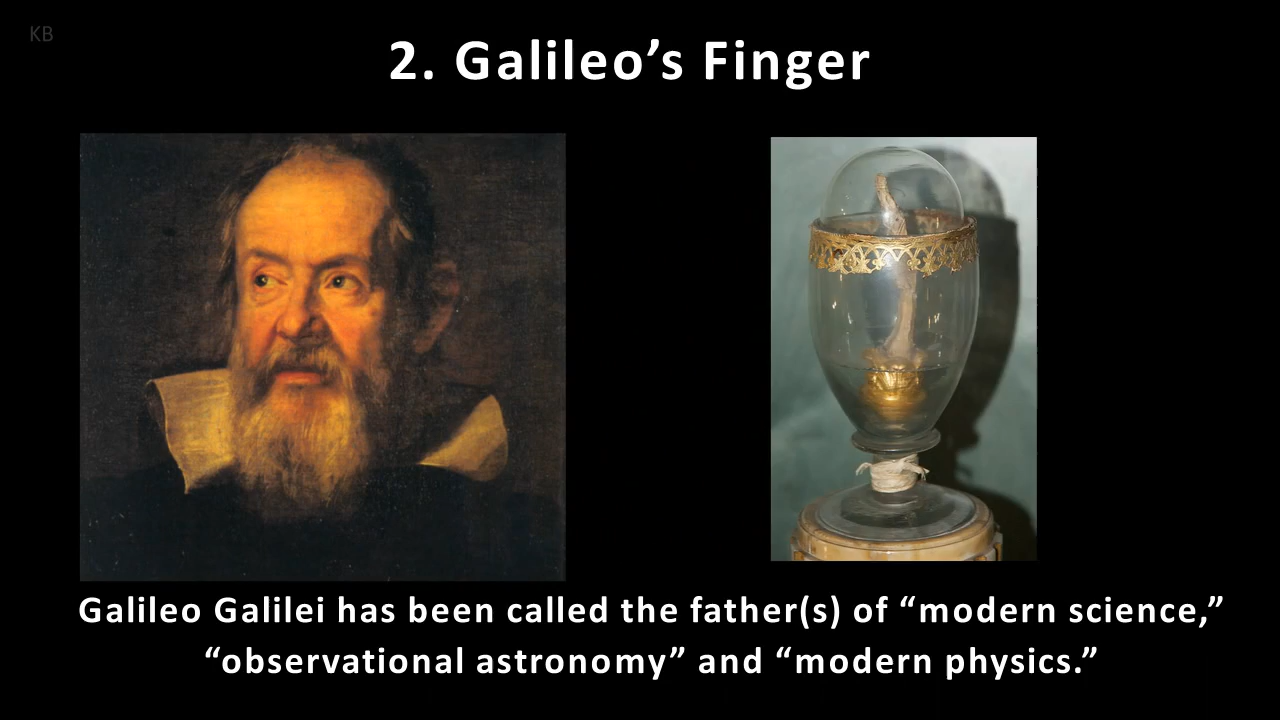 KB
2. Galileo’s Finger
Galileo Galilei has been called the father(s) of “modern science,”
“observational astronomy” and “modern physics.”